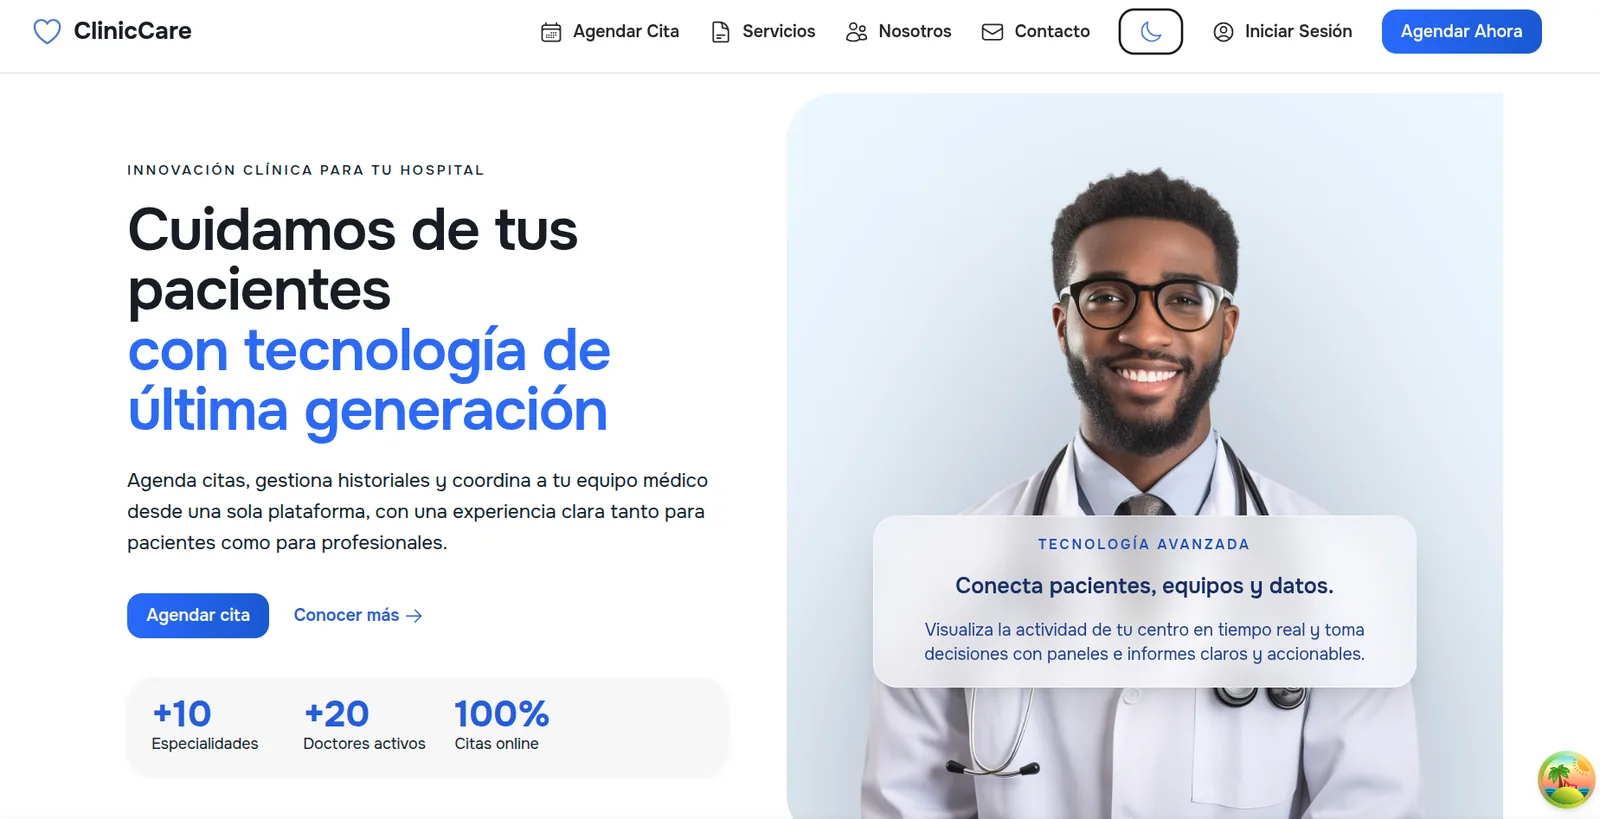 ClinicCare
Agendar Cita
Servicios
Nosotros
Contacto
Iniciar Sesión
Agendar Ahora
INNOVACIÓN CLÍNICA PARA TU HOSPITAL
Cuidamos de tus
pacientes
con tecnología de
última generación
Agenda citas, gestiona historiales y coordina a tu equipo médico
desde una sola plataforma, con una experiencia clara tanto para
pacientes como para profesionales.
Agendar cita
Conocer más →
+10
Especialidades
+20
Doctores activos
100%
Citas online
TECNOLOGÍA AVANZADA
Conecta pacientes, equipos y datos.
Visualiza la actividad de tu centro en tiempo real y toma
decisiones con paneles e informes claros y accionables.